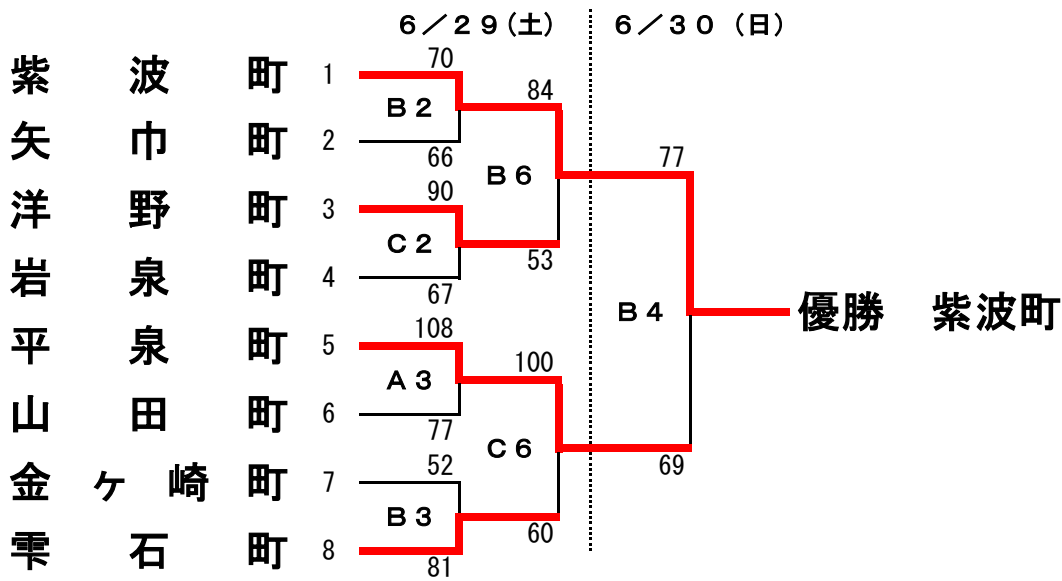 6／29(土) 6／30 (日)
紫波町 1 70
B2 84
矢巾町 2 66
B6 77
洋野町 3 90
C2 53
岩泉町 4 67
B4 優勝 紫波町
平泉町 5 108
A3 100
山田町 6 77
C6 69
金ヶ崎町 7 52
B3 60
雫石町 8 81